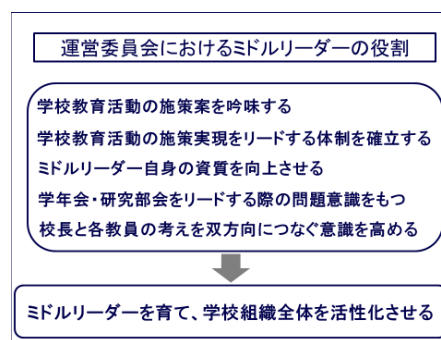 運営委員会におけるミドルリーダーの役割
学校教育活動の施策案を吟味する
学校教育活動の施策実現をリードする体制を確立する
ミドルリーダー自身の資質を向上させる
学年会・研究部会をリードする際の問題意識をもつ
校長と各教員の考えを双方向につなぐ意識を高める
ミドルリーダーを育て、学校組織全体を活性化させる